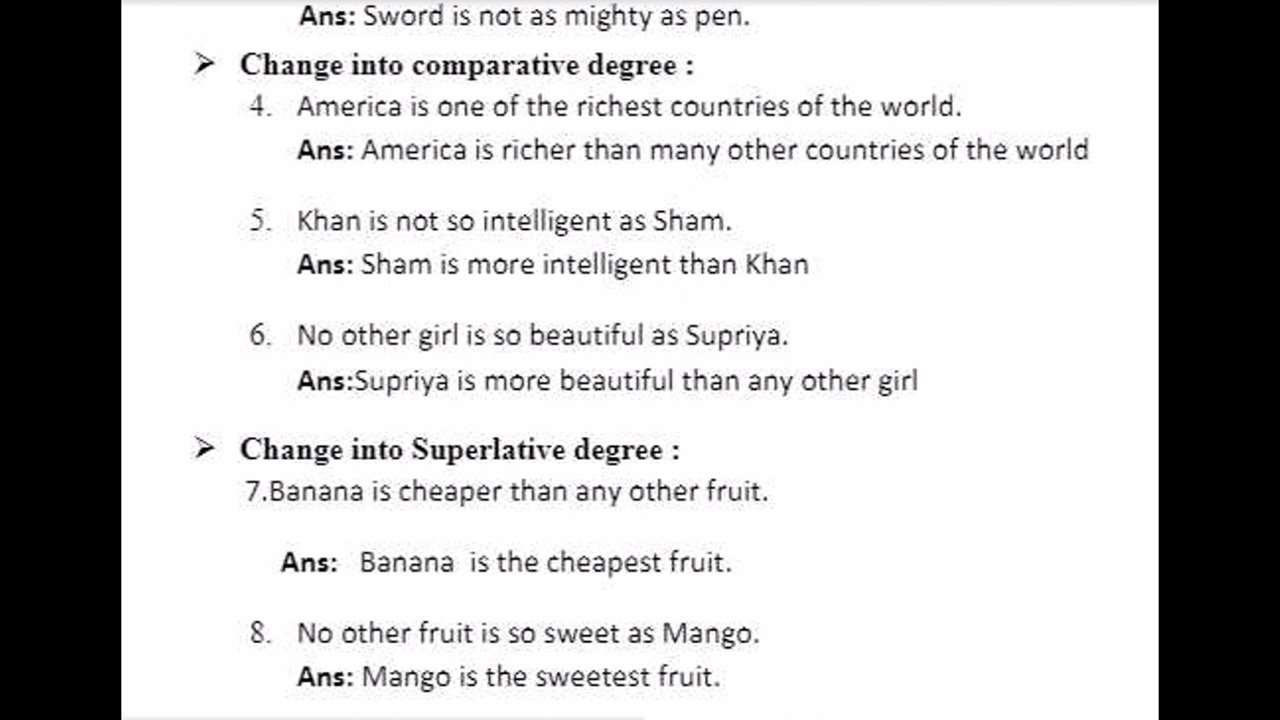 Ans: Sword is not as mighty as pen.
➢ Change into comparative degree :
4. America is one of the richest countries of the world.
Ans: America is richer than many other countries of the world
5. Khan is not so intelligent as Sham.
Ans: Sham is more intelligent than Khan
6. No other girl is so beautiful as Supriya.
Ans:Supriya is more beautiful than any other girl
➢ Change into Superlative degree :
7.Banana is cheaper than any other fruit.
Ans: Banana is the cheapest fruit.
8. No other fruit is so sweet as Mango.
Ans: Mango is the sweetest fruit.